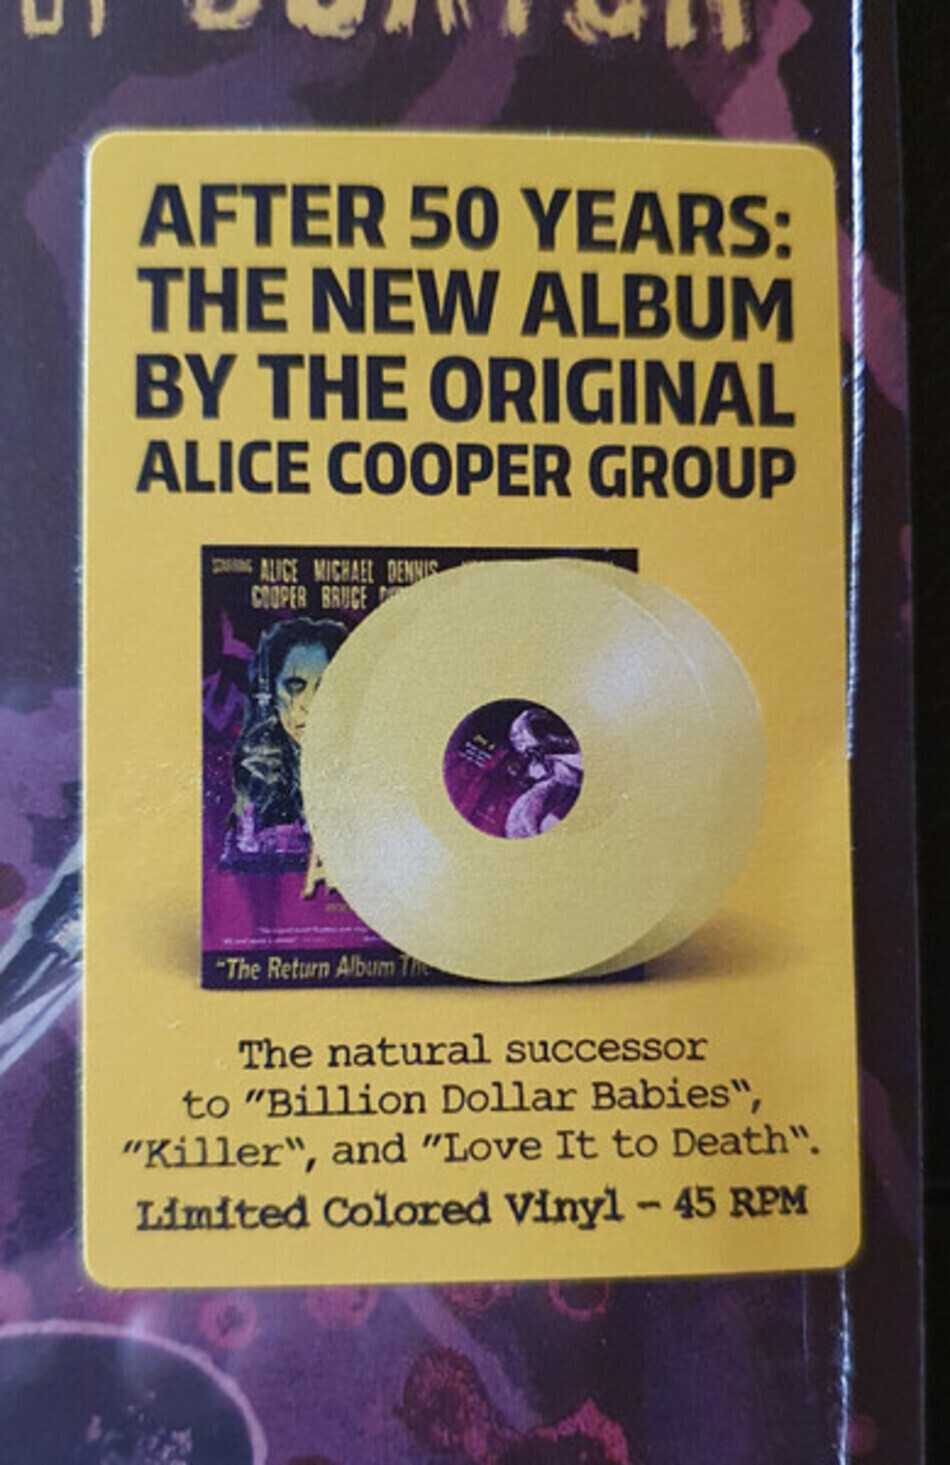 AFTER 50 YEARS:
THE NEW ALBUM
BY THE ORIGINAL
ALICE COOPER GROUP
STARRING ALICE MICHAEL DENNIS
COOPER BRUCE
"The Return Album The
The natural successor
to "Billion Dollar Babies",
"Killer", and "Love It to Death".
Limited Colored Vinyl - 45 RPM